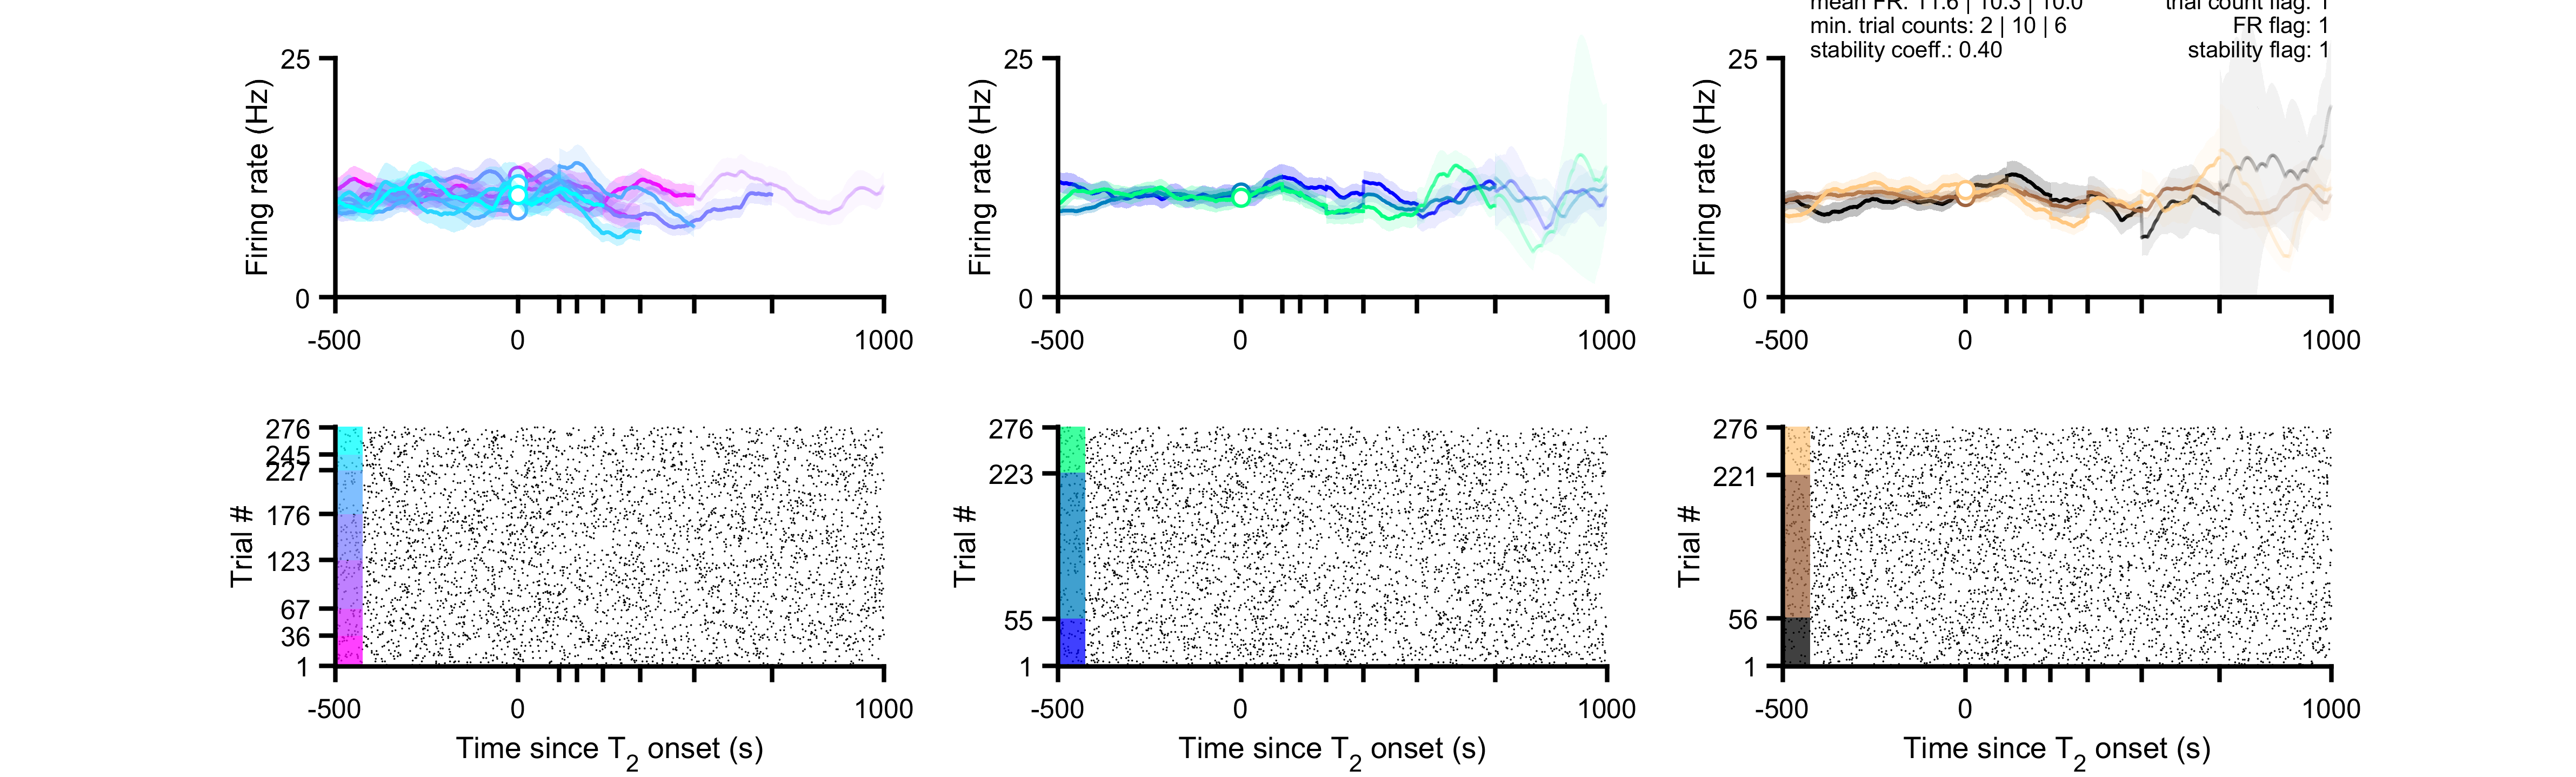 mean FR: 11.6 | 10.3 | 10.0
trial count flag: 1
min. trial counts: 2 | 10 | 6
FR flag: 1
stability coeff.: 0.40
stability flag: 1
25
Firing rate (Hz)
0
-500 0 1000
25
Firing rate (Hz)
0
-500 0 1000
25
Firing rate (Hz)
0
-500 0 1000
276
245
227
176
123
67
36
1
Trial #
-500 0 1000
Time since T2 onset (s)
276
223
55
1
Trial #
-500 0 1000
Time since T2 onset (s)
276
221
56
1
Trial #
-500 0 1000
Time since T2 onset (s)